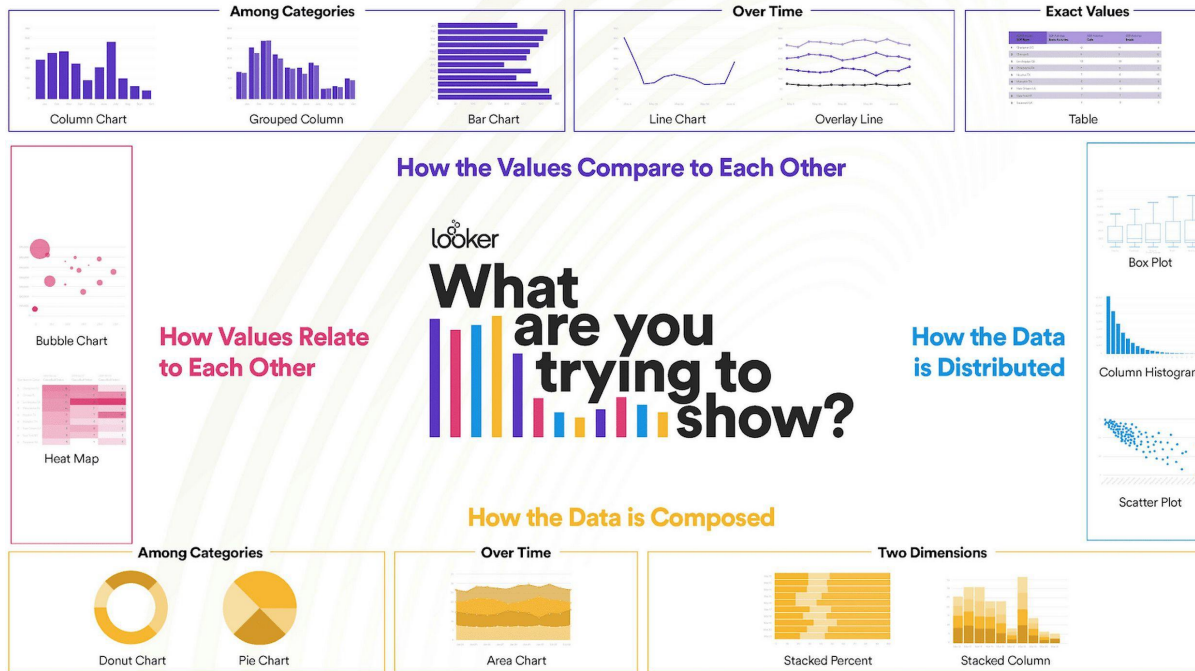 Among Categories
Over Time
Exact Values
Column Chart
Grouped Column
Bar Chart
Line Chart
Overlay Line
Table
How the Values Compare to Each Other
looker
What
are you
trying to
show?
How Values Relate
to Each Other
Bubble Chart
Heat Map
How the Data
is Distributed
Box Plot
Column Histogram
Scatter Plot
How the Data is Composed
Among Categories
Over Time
Two Dimensions
Donut Chart
Pie Chart
Area Chart
Stacked Percent
Stacked Column